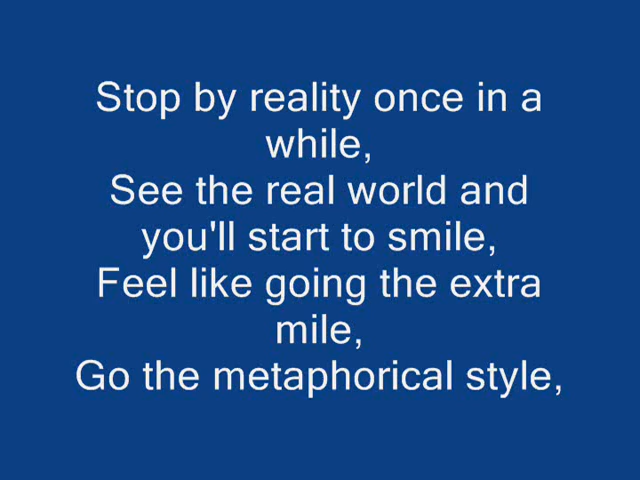 Stop by reality once in a
while,
See the real world and
you'll start to smile,
Feel like going the extra
mile,
Go the metaphorical style,